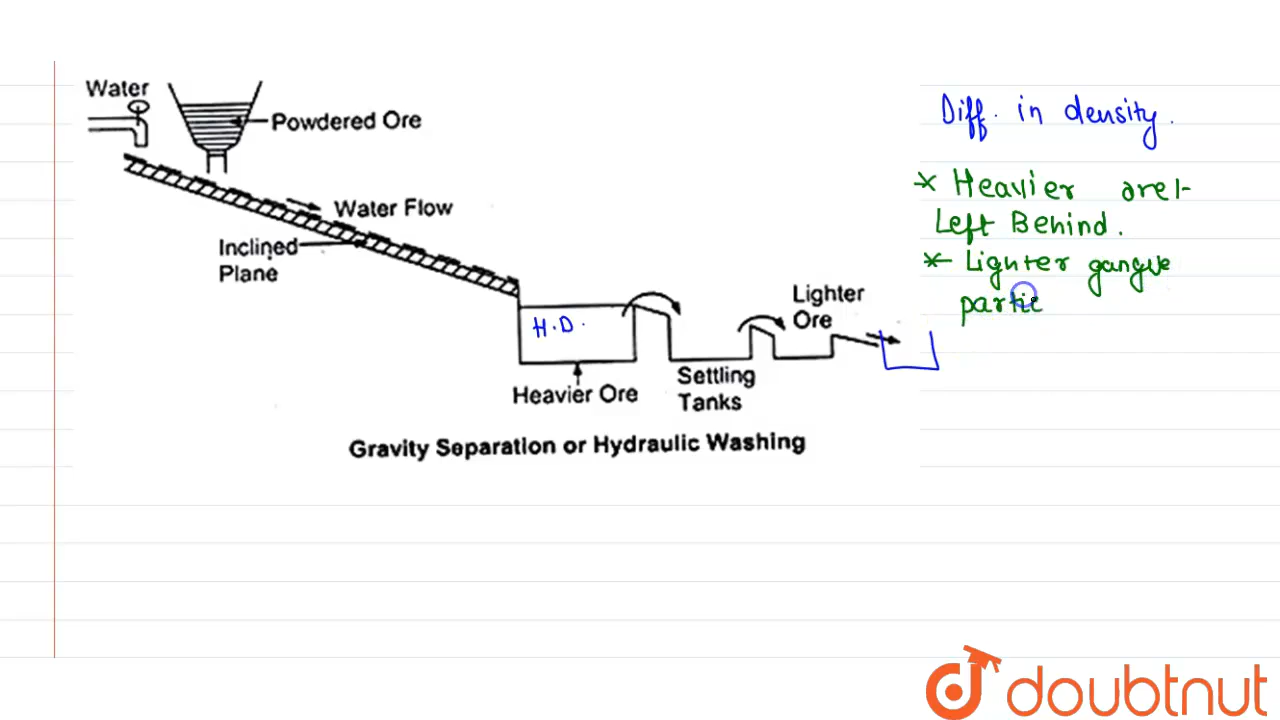 Water
Powdered Ore
Water Flow
Inclined
Plane
H.D.
Heavier Ore
Settling
Tanks
Lighter
Ore
Gravity Separation or Hydraulic Washing
Diff. in density.
* Heavier ore
Left Behind.
* Lighter gangue
partic
doubtnut